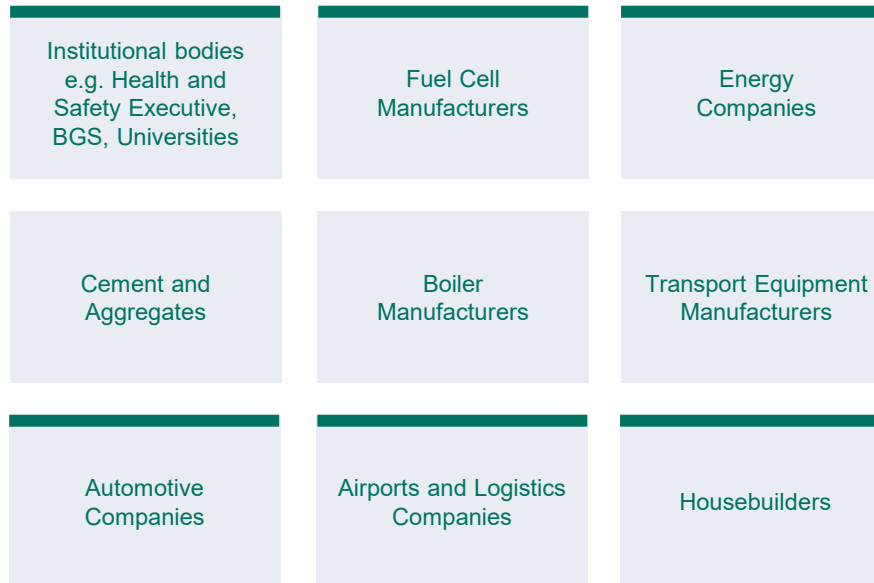 Institutional bodies
e.g. Health and
Safety Executive,
BGS, Universities
Fuel Cell
Manufacturers
Energy
Companies
Cement and
Aggregates
Boiler
Manufacturers
Transport Equipment
Manufacturers
Automotive
Companies
Airports and Logistics
Companies
Housebuilders